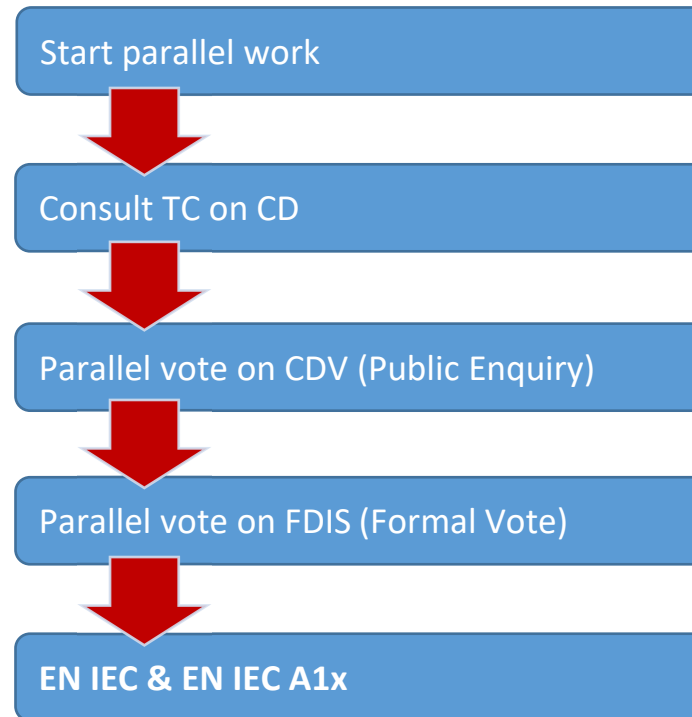 Start parallel work
Consult TC on CD
Parallel vote on CDV (Public Enquiry)
Parallel vote on FDIS (Formal Vote)
EN IEC & EN IEC A1x